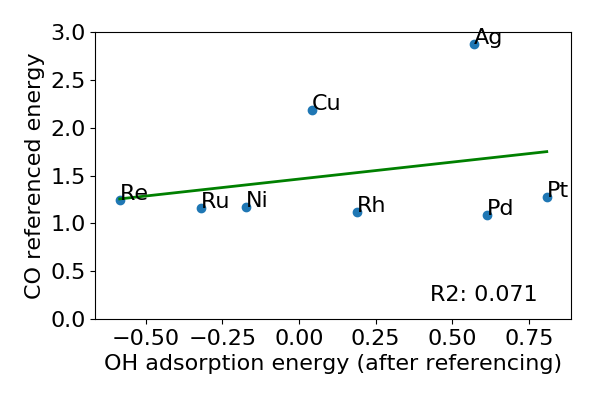 CO referenced energy
3.0
2.5
2.0
1.5
1.0
0.5
0.0
Ag
Cu
Re
Ru
Ni
Rh
Pd
Pt
R2: 0.071
−0.50
−0.25
0.00
0.25
0.50
0.75
OH adsorption energy (after referencing)